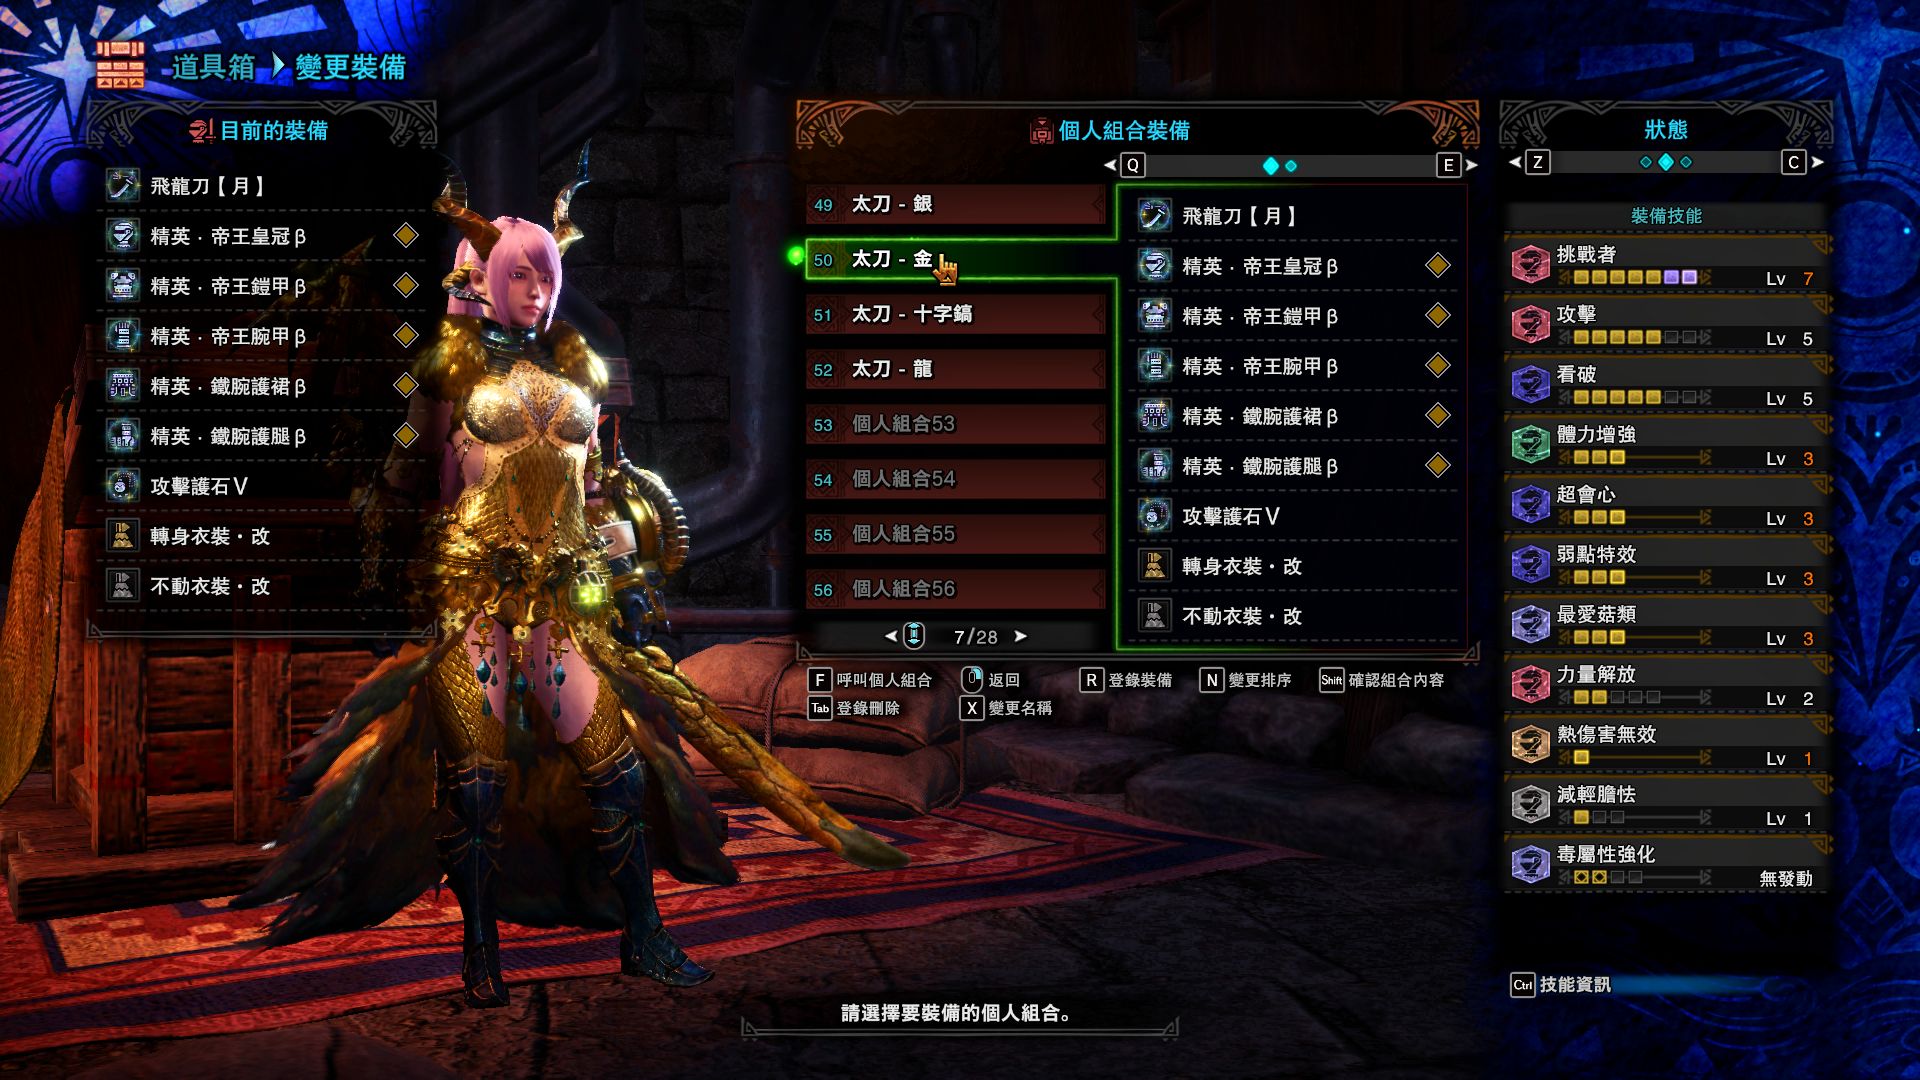 道具箱 變更裝備
目前的裝備
飛龍刀【月】
精英．帝王皇冠β
精英．帝王鎧甲β
精英．帝王腕甲β
精英．鐵腕護裙β
精英．鐵腕護腿β
攻擊護石Ⅴ
轉身衣裝・改
不動衣裝・改
個人組合裝備
Q E
49 太刀 - 銀
50 太刀 - 金
51 太刀 - 十字鎬
52 太刀 - 龍
53 個人組合53
54 個人組合54
55 個人組合55
56 個人組合56
7/28
飛龍刀【月】
精英．帝王皇冠β
精英．帝王鎧甲β
精英．帝王腕甲β
精英．鐵腕護裙β
精英．鐵腕護腿β
攻擊護石Ⅴ
轉身衣裝・改
不動衣裝・改
F 呼叫個人組合 返回 R 登錄裝備 N 變更排序 Shift 確認組合內容
Tab 登錄刪除 X 變更名稱
狀態
Z C
裝備技能
挑戰者
Lv 7
攻擊
Lv 5
看破
Lv 5
體力增強
Lv 3
超會心
Lv 3
弱點特效
Lv 3
最愛菇類
Lv 3
力量解放
Lv 2
熱傷害無效
Lv 1
減輕膽怯
Lv 1
毒屬性強化
無發動
Ctrl 技能資訊
請選擇要裝備的個人組合。